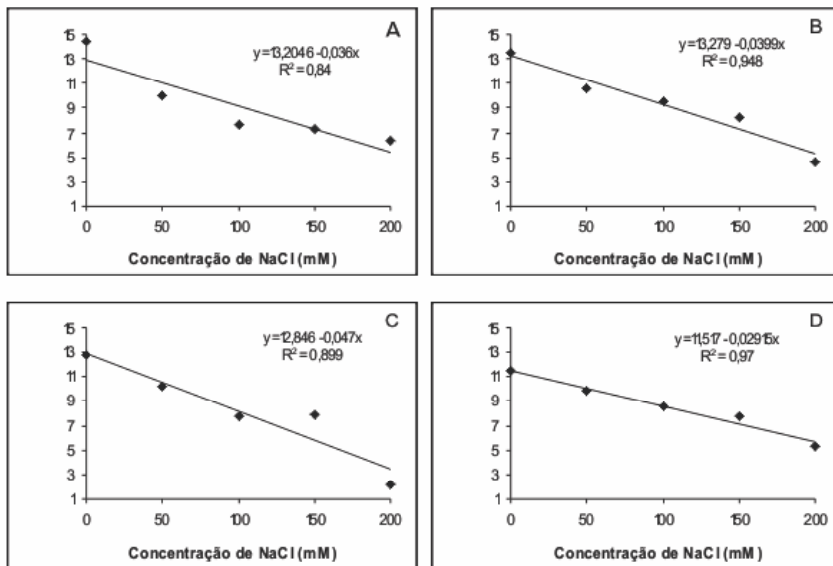 A
y=13,2046 -0,036x
R² = 0,84
15
13
11
9
7
5
3
1
0 50 100 150 200
Concentração de NaCl (mM)
B
y=13,279 -0,0399x
R² = 0,948
15
13
11
9
7
5
3
1
0 50 100 150 200
Concentração de NaCl (mM)
C
y=12,846 -0,047x
R² = 0,899
15
13
11
9
7
5
3
1
0 50 100 150 200
Concentração de NaCl (mM)
D
y=11,517 -0,02915x
R² = 0,97
15
13
11
9
7
5
3
1
0 50 100 150 200
Concentração de NaCl (mM)